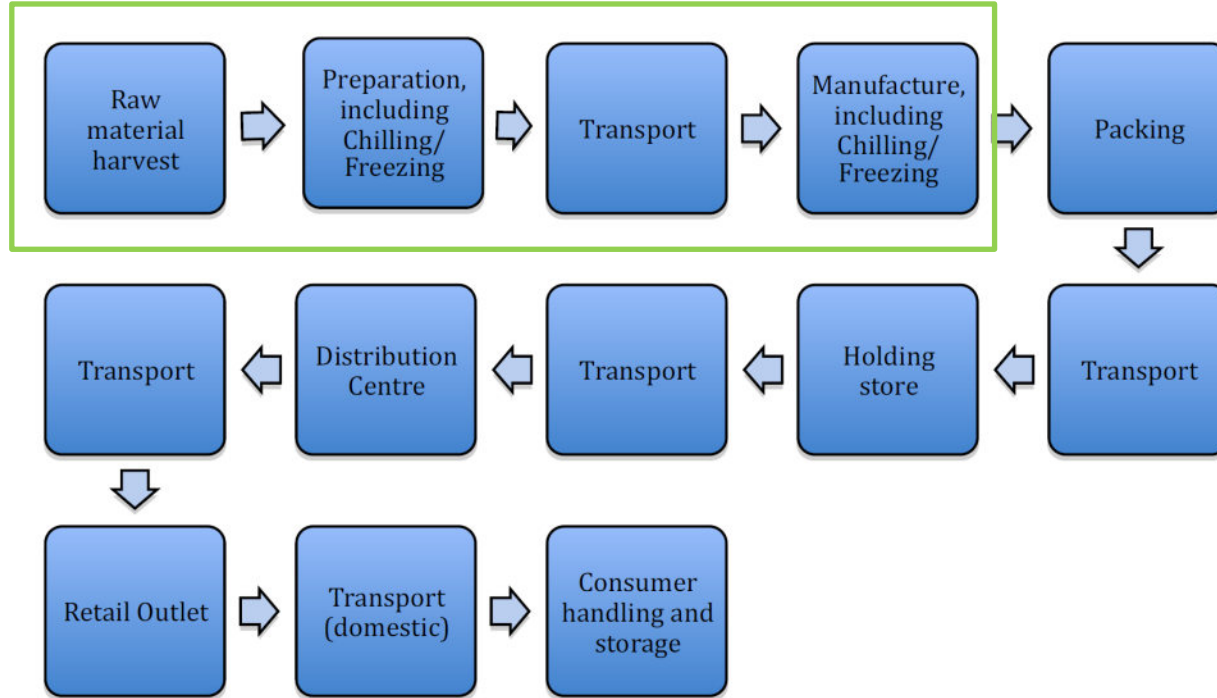 Raw
material
harvest
Preparation,
including
Chilling/
Freezing
Transport
Manufacture,
including
Chilling/
Freezing
Packing
Transport
Holding
store
Transport
Distribution
Centre
Transport
Retail Outlet
Transport
(domestic)
Consumer
handling and
storage